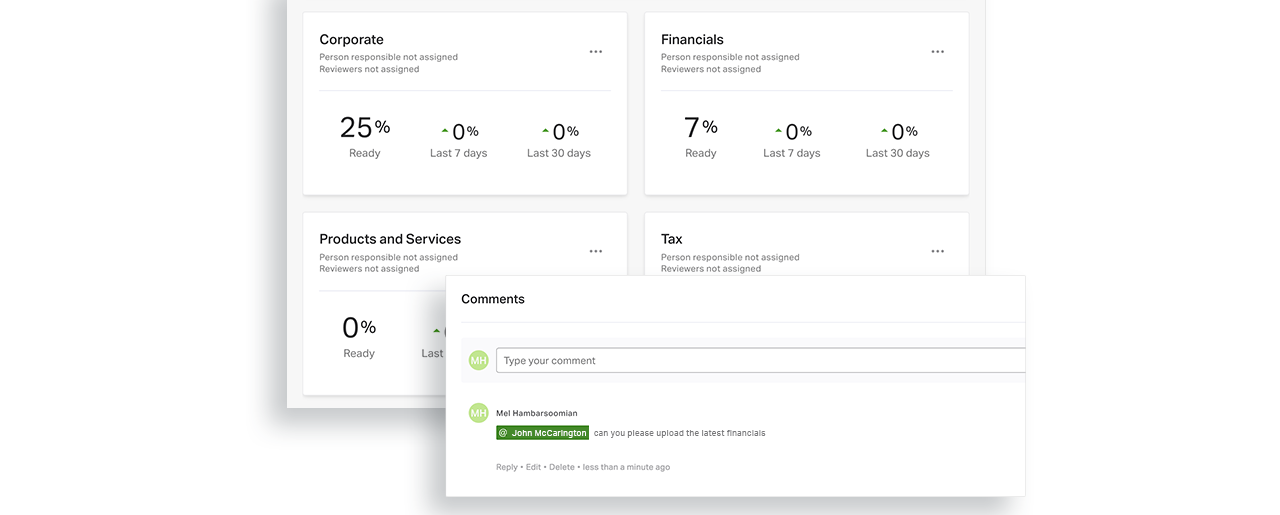 Corporate
Person responsible not assigned
Reviewers not assigned
25%
Ready
0%
Last 7 days
0%
Last 30 days
Financials
Person responsible not assigned
Reviewers not assigned
7%
Ready
0%
Last 7 days
0%
Last 30 days
Products and Services
Person responsible not assigned
Reviewers not assigned
0%
Ready
Last
Tax
Person responsible not assigned
Reviewers not assigned
Comments
MH
Type your comment
MH
Mel Hambarsoomian
@ John McCarington can you please upload the latest financials
Reply • Edit • Delete • less than a minute ago